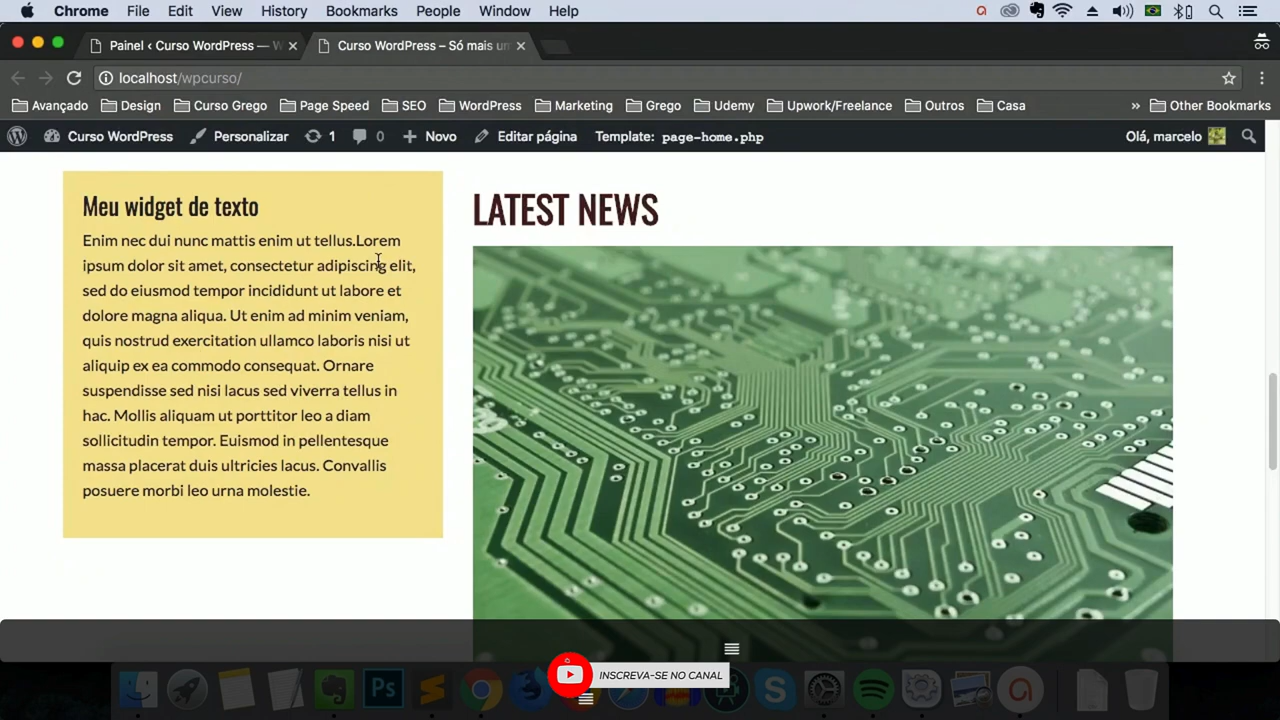 Chrome File Edit View History Bookmarks People Window Help
Painel ‹ Curso WordPress — W
Curso WordPress – Só mais um
localhost/wpcurso/
Avançado Design Curso Grego Page Speed SEO WordPress Marketing Grego Udemy Upwork/Freelance Outros Casa » Other Bookmarks
Curso WordPress Personalizar 1 0 Novo Editar página Template: page-home.php Olá, marcelo
Meu widget de texto
Enim nec dui nunc mattis enim ut tellus.Lorem
ipsum dolor sit amet, consectetur adipiscing elit,
sed do eiusmod tempor incididunt ut labore et
dolore magna aliqua. Ut enim ad minim veniam,
quis nostrud exercitation ullamco laboris nisi ut
aliquip ex ea commodo consequat. Ornare
suspendisse sed nisi lacus sed viverra tellus in
hac. Mollis aliquam ut porttitor leo a diam
sollicitudin tempor. Euismod in pellentesque
massa placerat duis ultricies lacus. Convallis
posuere morbi leo urna molestie.
LATEST NEWS
Ps
INSCREVA-SE NO CANAL